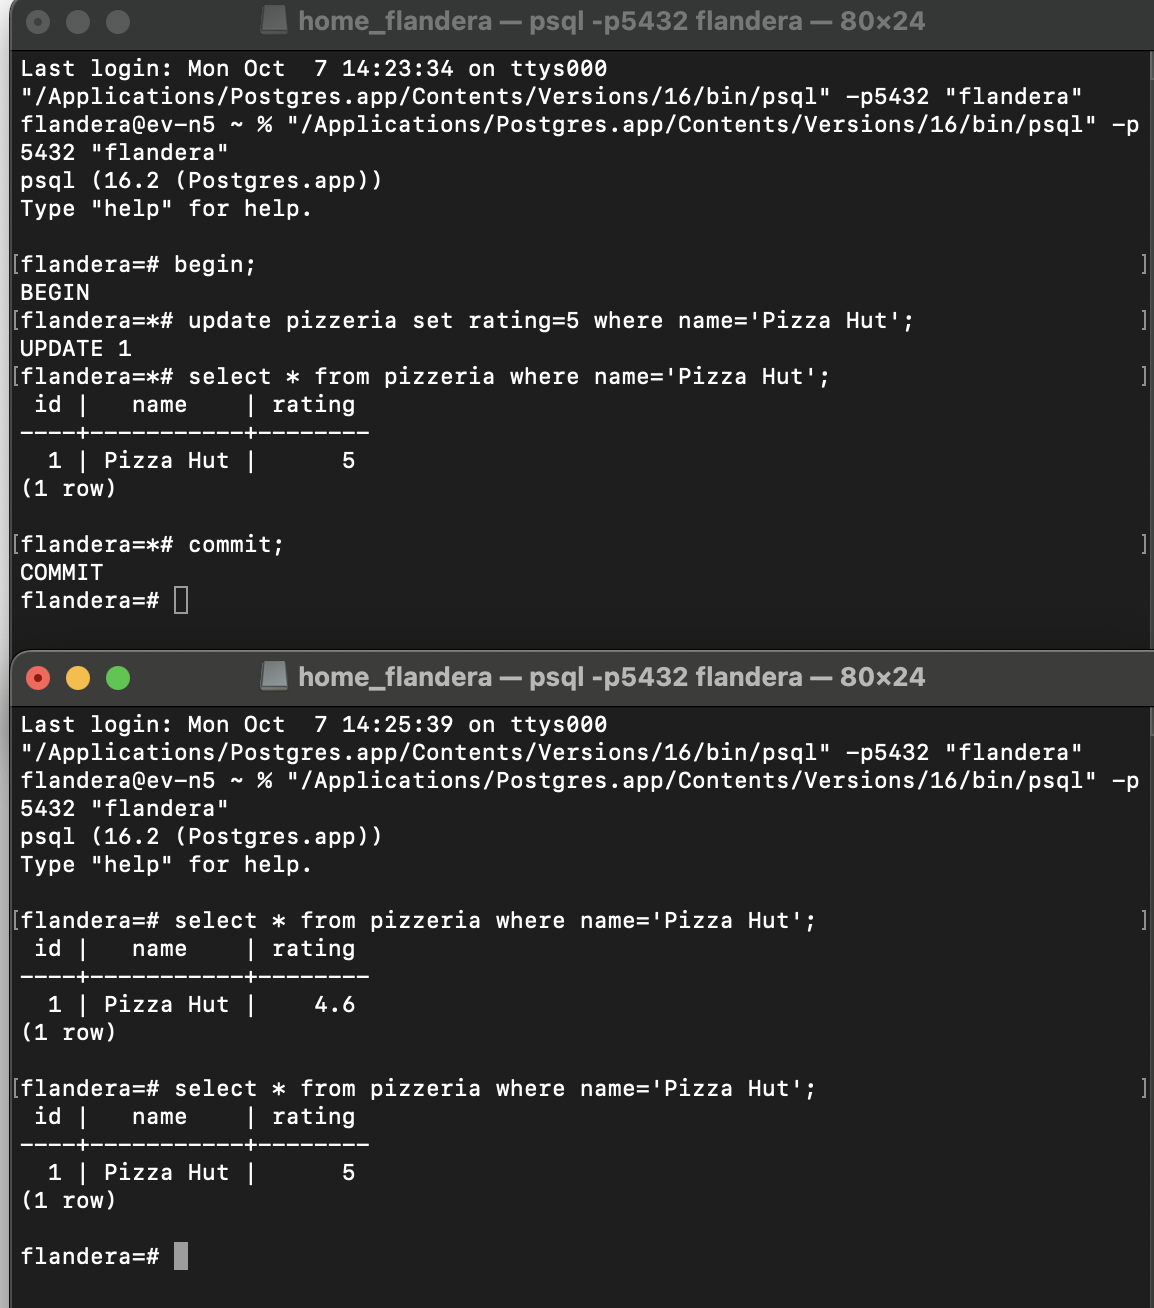 home_flandera — psql -p5432 flandera — 80×24
Last login: Mon Oct  7 14:23:34 on ttys000
"/Applications/Postgres.app/Contents/Versions/16/bin/psql" -p5432 "flandera"
flandera@ev-n5 ~ % "/Applications/Postgres.app/Contents/Versions/16/bin/psql" -p
5432 "flandera"
psql (16.2 (Postgres.app))
Type "help" for help.
[flandera=# begin; ]
BEGIN
[flandera=*# update pizzeria set rating=5 where name='Pizza Hut'; ]
UPDATE 1
[flandera=*# select * from pizzeria where name='Pizza Hut'; ]
 id |   name    | rating
----+-----------+--------
  1 | Pizza Hut |      5
(1 row)
[flandera=*# commit; ]
COMMIT
flandera=#
home_flandera — psql -p5432 flandera — 80×24
Last login: Mon Oct  7 14:25:39 on ttys000
"/Applications/Postgres.app/Contents/Versions/16/bin/psql" -p5432 "flandera"
flandera@ev-n5 ~ % "/Applications/Postgres.app/Contents/Versions/16/bin/psql" -p
5432 "flandera"
psql (16.2 (Postgres.app))
Type "help" for help.
[flandera=# select * from pizzeria where name='Pizza Hut'; ]
 id |   name    | rating
----+-----------+--------
  1 | Pizza Hut |    4.6
(1 row)
[flandera=# select * from pizzeria where name='Pizza Hut'; ]
 id |   name    | rating
----+-----------+--------
  1 | Pizza Hut |      5
(1 row)
flandera=#